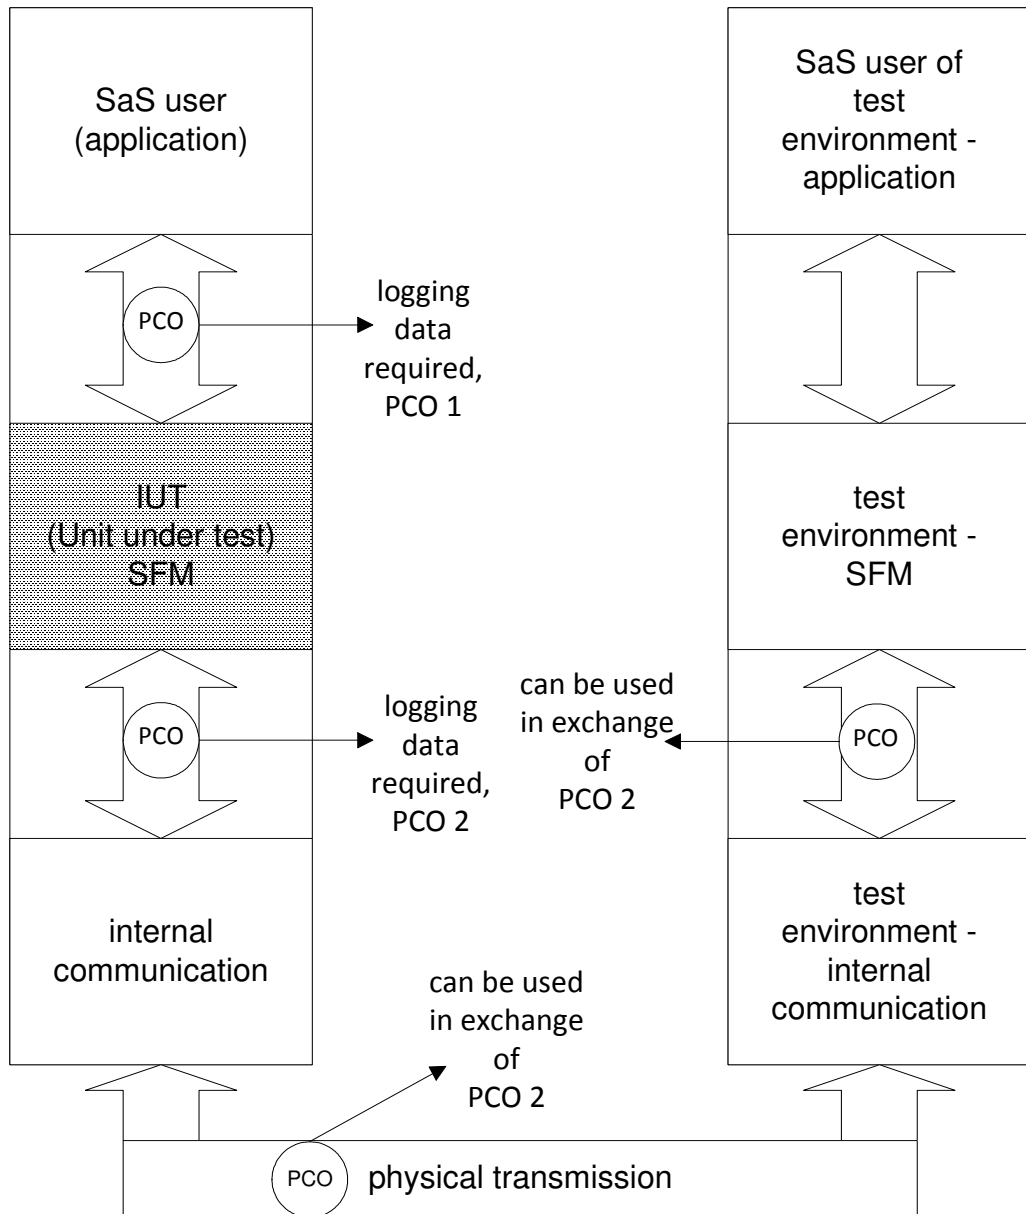 SaS user
(application)
SaS user of
test
environment -
application
PCO
logging
data
required,
PCO 1
IUT
(Unit under test)
SFM
test
environment -
SFM
PCO
logging
data
required,
PCO 2
can be used
in exchange
of
PCO 2
PCO
internal
communication
test
environment -
internal
communication
can be used
in exchange
of
PCO 2
PCO
physical transmission